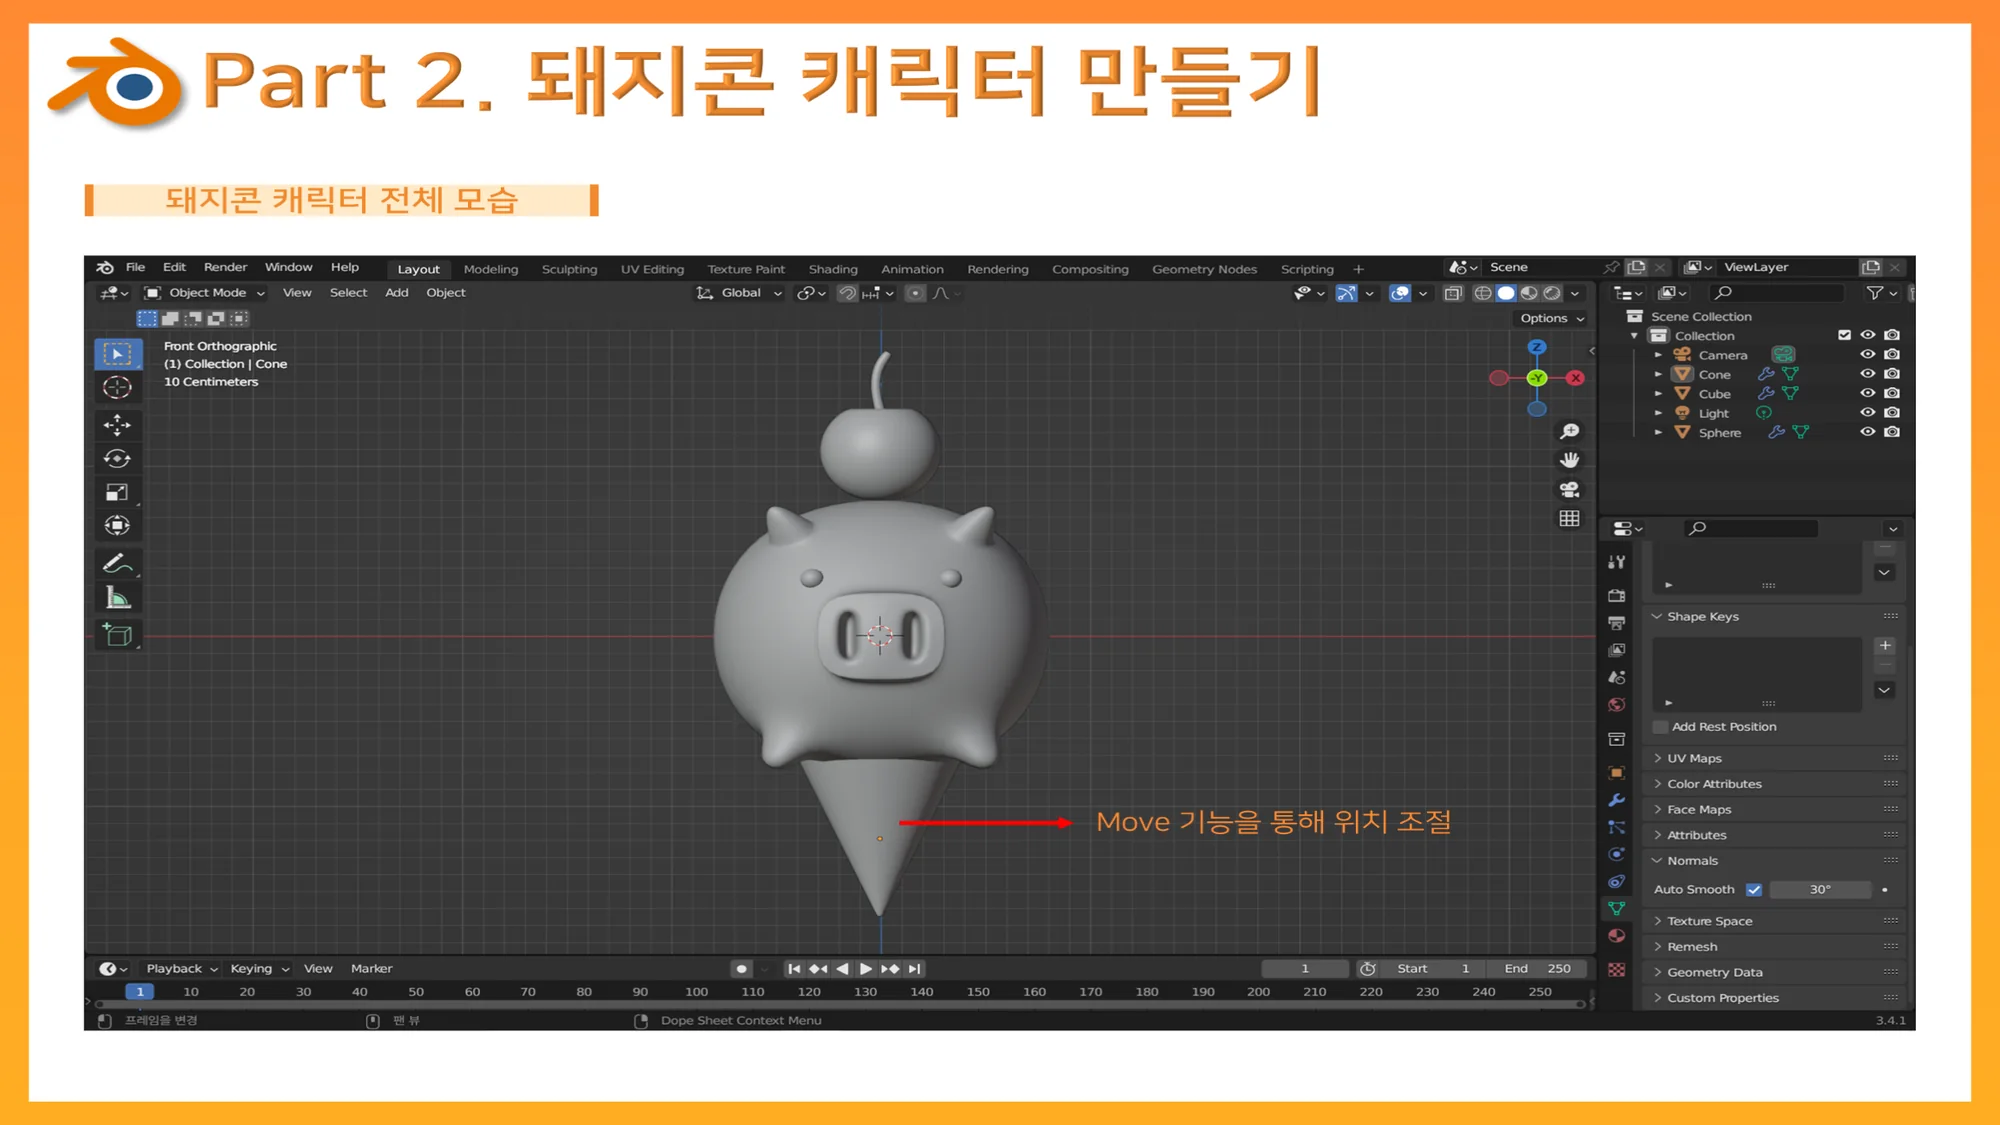 Part 2. 돼지콘 캐릭터 만들기
돼지콘 캐릭터 전체 모습
File Edit Render Window Help Layout Modeling Sculpting UV Editing Texture Paint Shading Animation Rendering Compositing Geometry Nodes Scripting + Scene ViewLayer
Object Mode View Select Add Object Global
Options
Front Orthographic
(1) Collection | Cone
10 Centimeters
Z
-Y
X
Scene Collection
Collection
Camera
Cone
Cube
Light
Sphere
Shape Keys
Add Rest Position
UV Maps
Color Attributes
Face Maps
Attributes
Normals
Auto Smooth 30°
Texture Space
Remesh
Geometry Data
Custom Properties
Move 기능을 통해 위치 조절
Playback Keying View Marker 1 Start 1 End 250
1 10 20 30 40 50 60 70 80 90 100 110 120 130 140 150 160 170 180 190 200 210 220 230 240 250
프레임을 변경 팬 뷰 Dope Sheet Context Menu 3.4.1